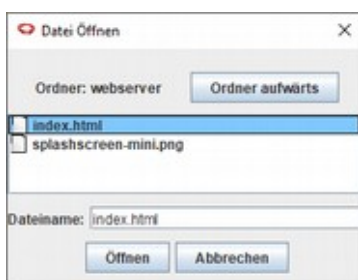 Datei Öffnen
Ordner: webserver Ordner aufwärts
index.html
splashscreen-mini.png
Dateiname: index.html
Öffnen Abbrechen